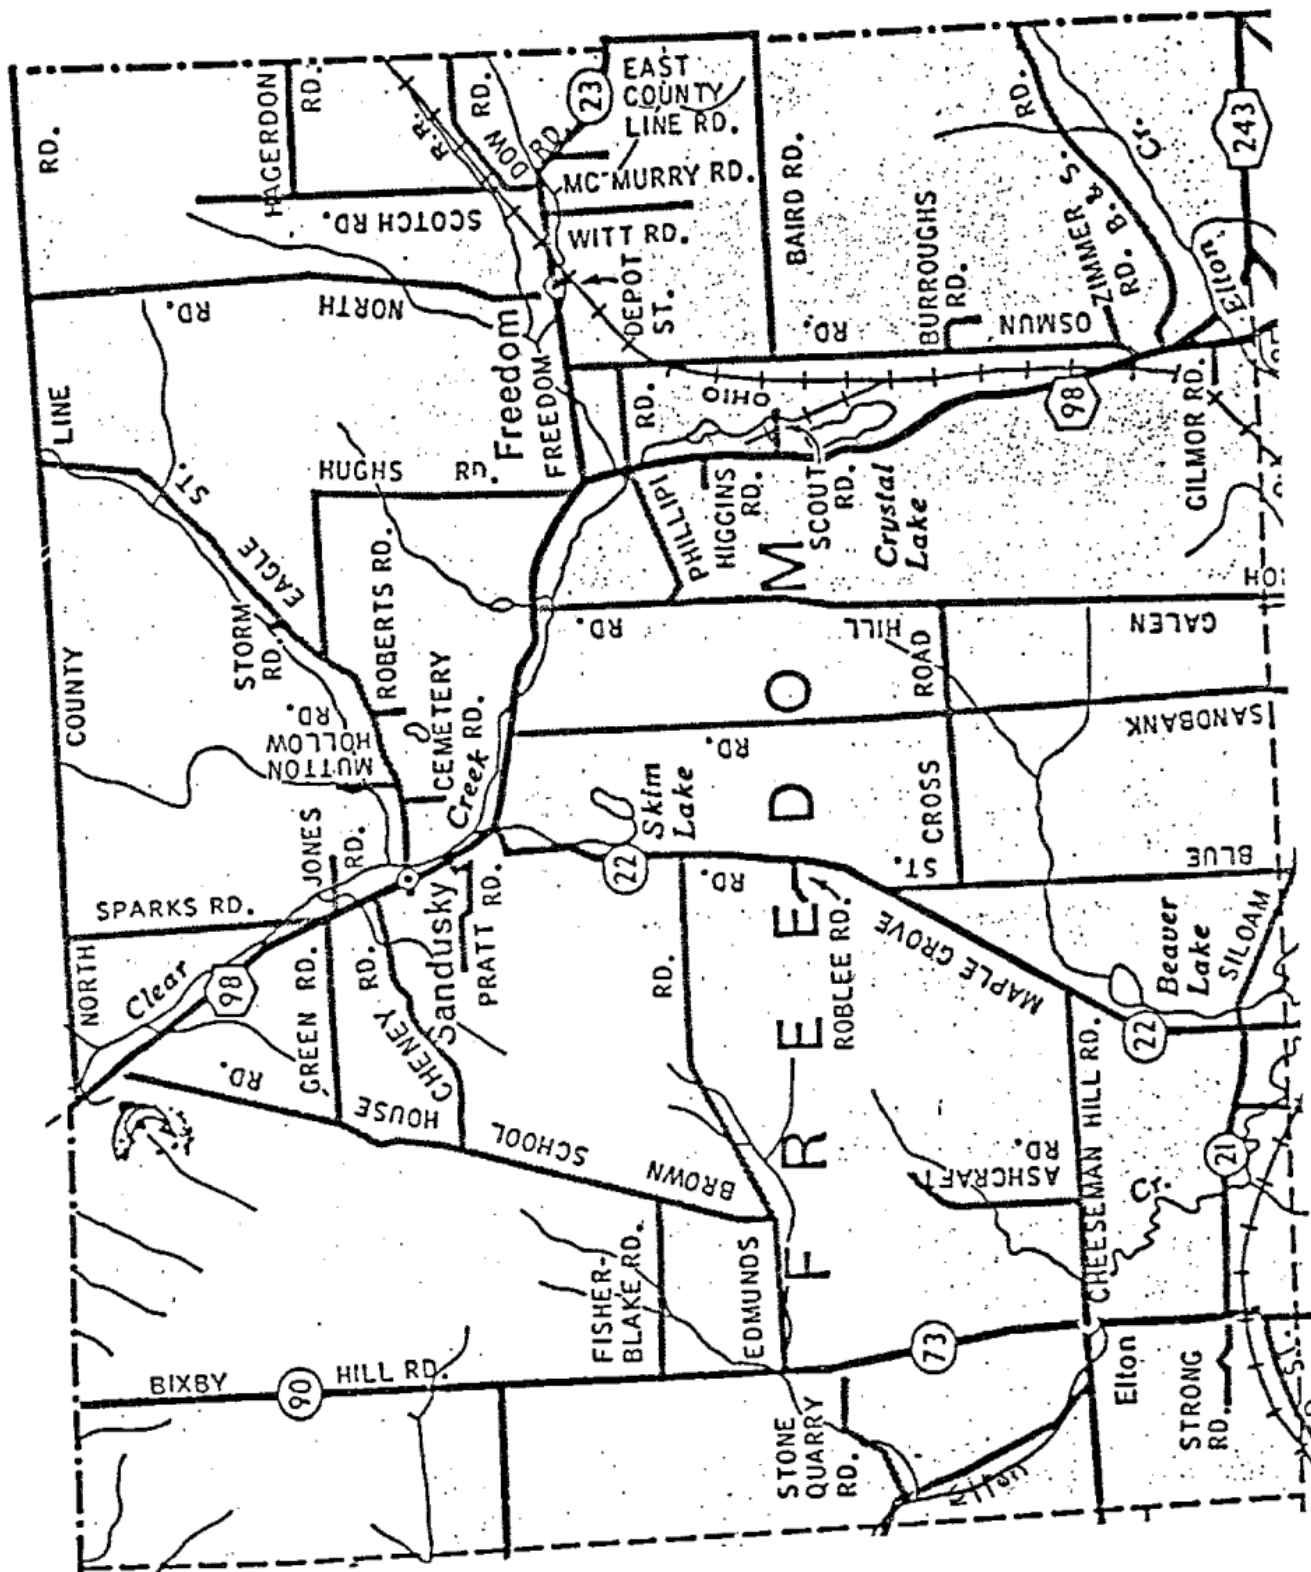 RD.
HAGERDON
RD.
R.R.
DOW RD.
RD.
23
EAST
COUNTY
LINE RD.
MC MURRY RD.
SCOTCH RD.
WITT RD.
BAIRD RD.
BURROUGHS
RD.
ZIMMER
RD.
B. & S.
RD.
Cr.
243
Elton
NORTH
RD.
Freedom
FREEDOM
DEPOT
ST.
OSMUN
RD.
OHIO
98
GILMOR RD.
LINE
ST.
EAGLE
HUGHS
RD.
PHILLIPI
RD.
HIGGINS
RD.
SCOUT
RD.
Crystal
Lake
STORM
RD.
ROBERTS RD.
HILL
RD.
GALEN
COUNTY
MUTTON
HOLLOW
RD.
CEMETERY
RD.
Creek
SANDBANK
RD.
CROSS
ROAD
JONES
RD.
Skim
Lake
22
RD.
ST.
BLUE
SPARKS RD.
Sandusky
PRATT RD.
ROBLEE RD.
MAPLE GROVE
Beaver
Lake
SILOAM
NORTH
Clear
98
GREEN RD.
CHENEY
RD.
RD.
FREEDOM
22
CHEESEMAN HILL RD.
RD.
HOUSE
SCHOOL
BROWN
ASHCRAFT
RD.
21
Cr.
FISHER-
BLAKE RD.
EDMUNDS
BIXBY
90
HILL RD.
73
Elton
STONE
QUARRY
RD.
Elton
STRONG
RD.
S.